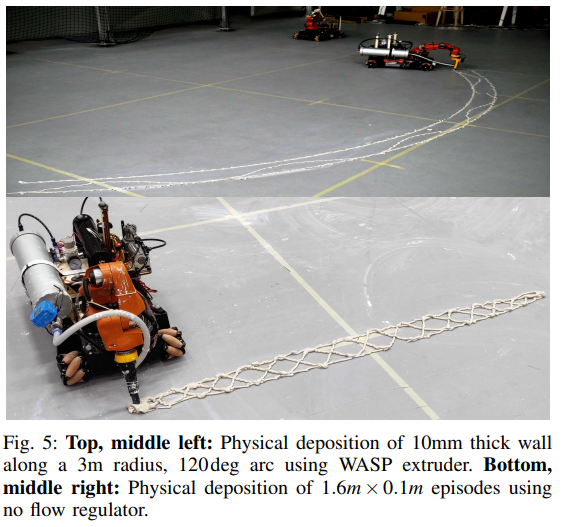 Fig. 5: Top, middle left: Physical deposition of 10mm thick wall
along a 3m radius, 120deg arc using WASP extruder. Bottom,
middle right: Physical deposition of 1.6m × 0.1m episodes using
no flow regulator.